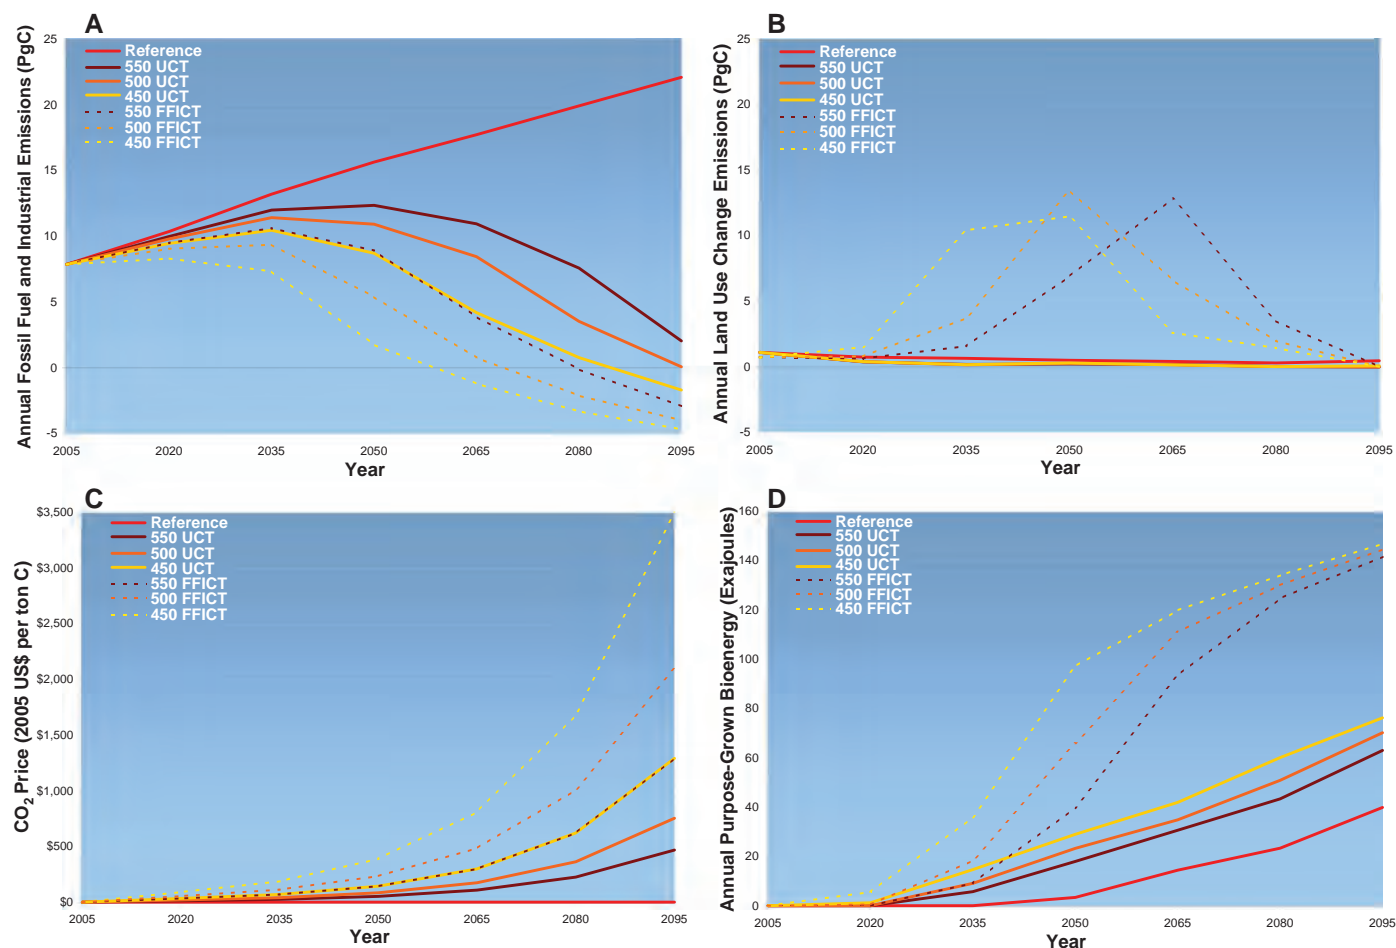 A
Annual Fossil Fuel and Industrial Emissions (PgC)
25
20
15
10
5
0
-5
Reference
550 UCT
500 UCT
450 UCT
550 FFICT
500 FFICT
450 FFICT
2005 2020 2035 2050 2065 2080 2095
Year
B
Annual Land Use Change Emissions (PgC)
25
20
15
10
5
0
-5
Reference
550 UCT
500 UCT
450 UCT
550 FFICT
500 FFICT
450 FFICT
2005 2020 2035 2050 2065 2080 2095
Year
C
CO2 Price (2005 US$ per ton C)
$3,500
$3,000
$2,500
$2,000
$1,500
$1,000
$500
$0
Reference
550 UCT
500 UCT
450 UCT
550 FFICT
500 FFICT
450 FFICT
2005 2020 2035 2050 2065 2080 2095
Year
D
Annual Purpose-Grown Bioenergy (Exajoules)
160
140
120
100
80
60
40
20
0
Reference
550 UCT
500 UCT
450 UCT
550 FFICT
500 FFICT
450 FFICT
2005 2020 2035 2050 2065 2080 2095
Year